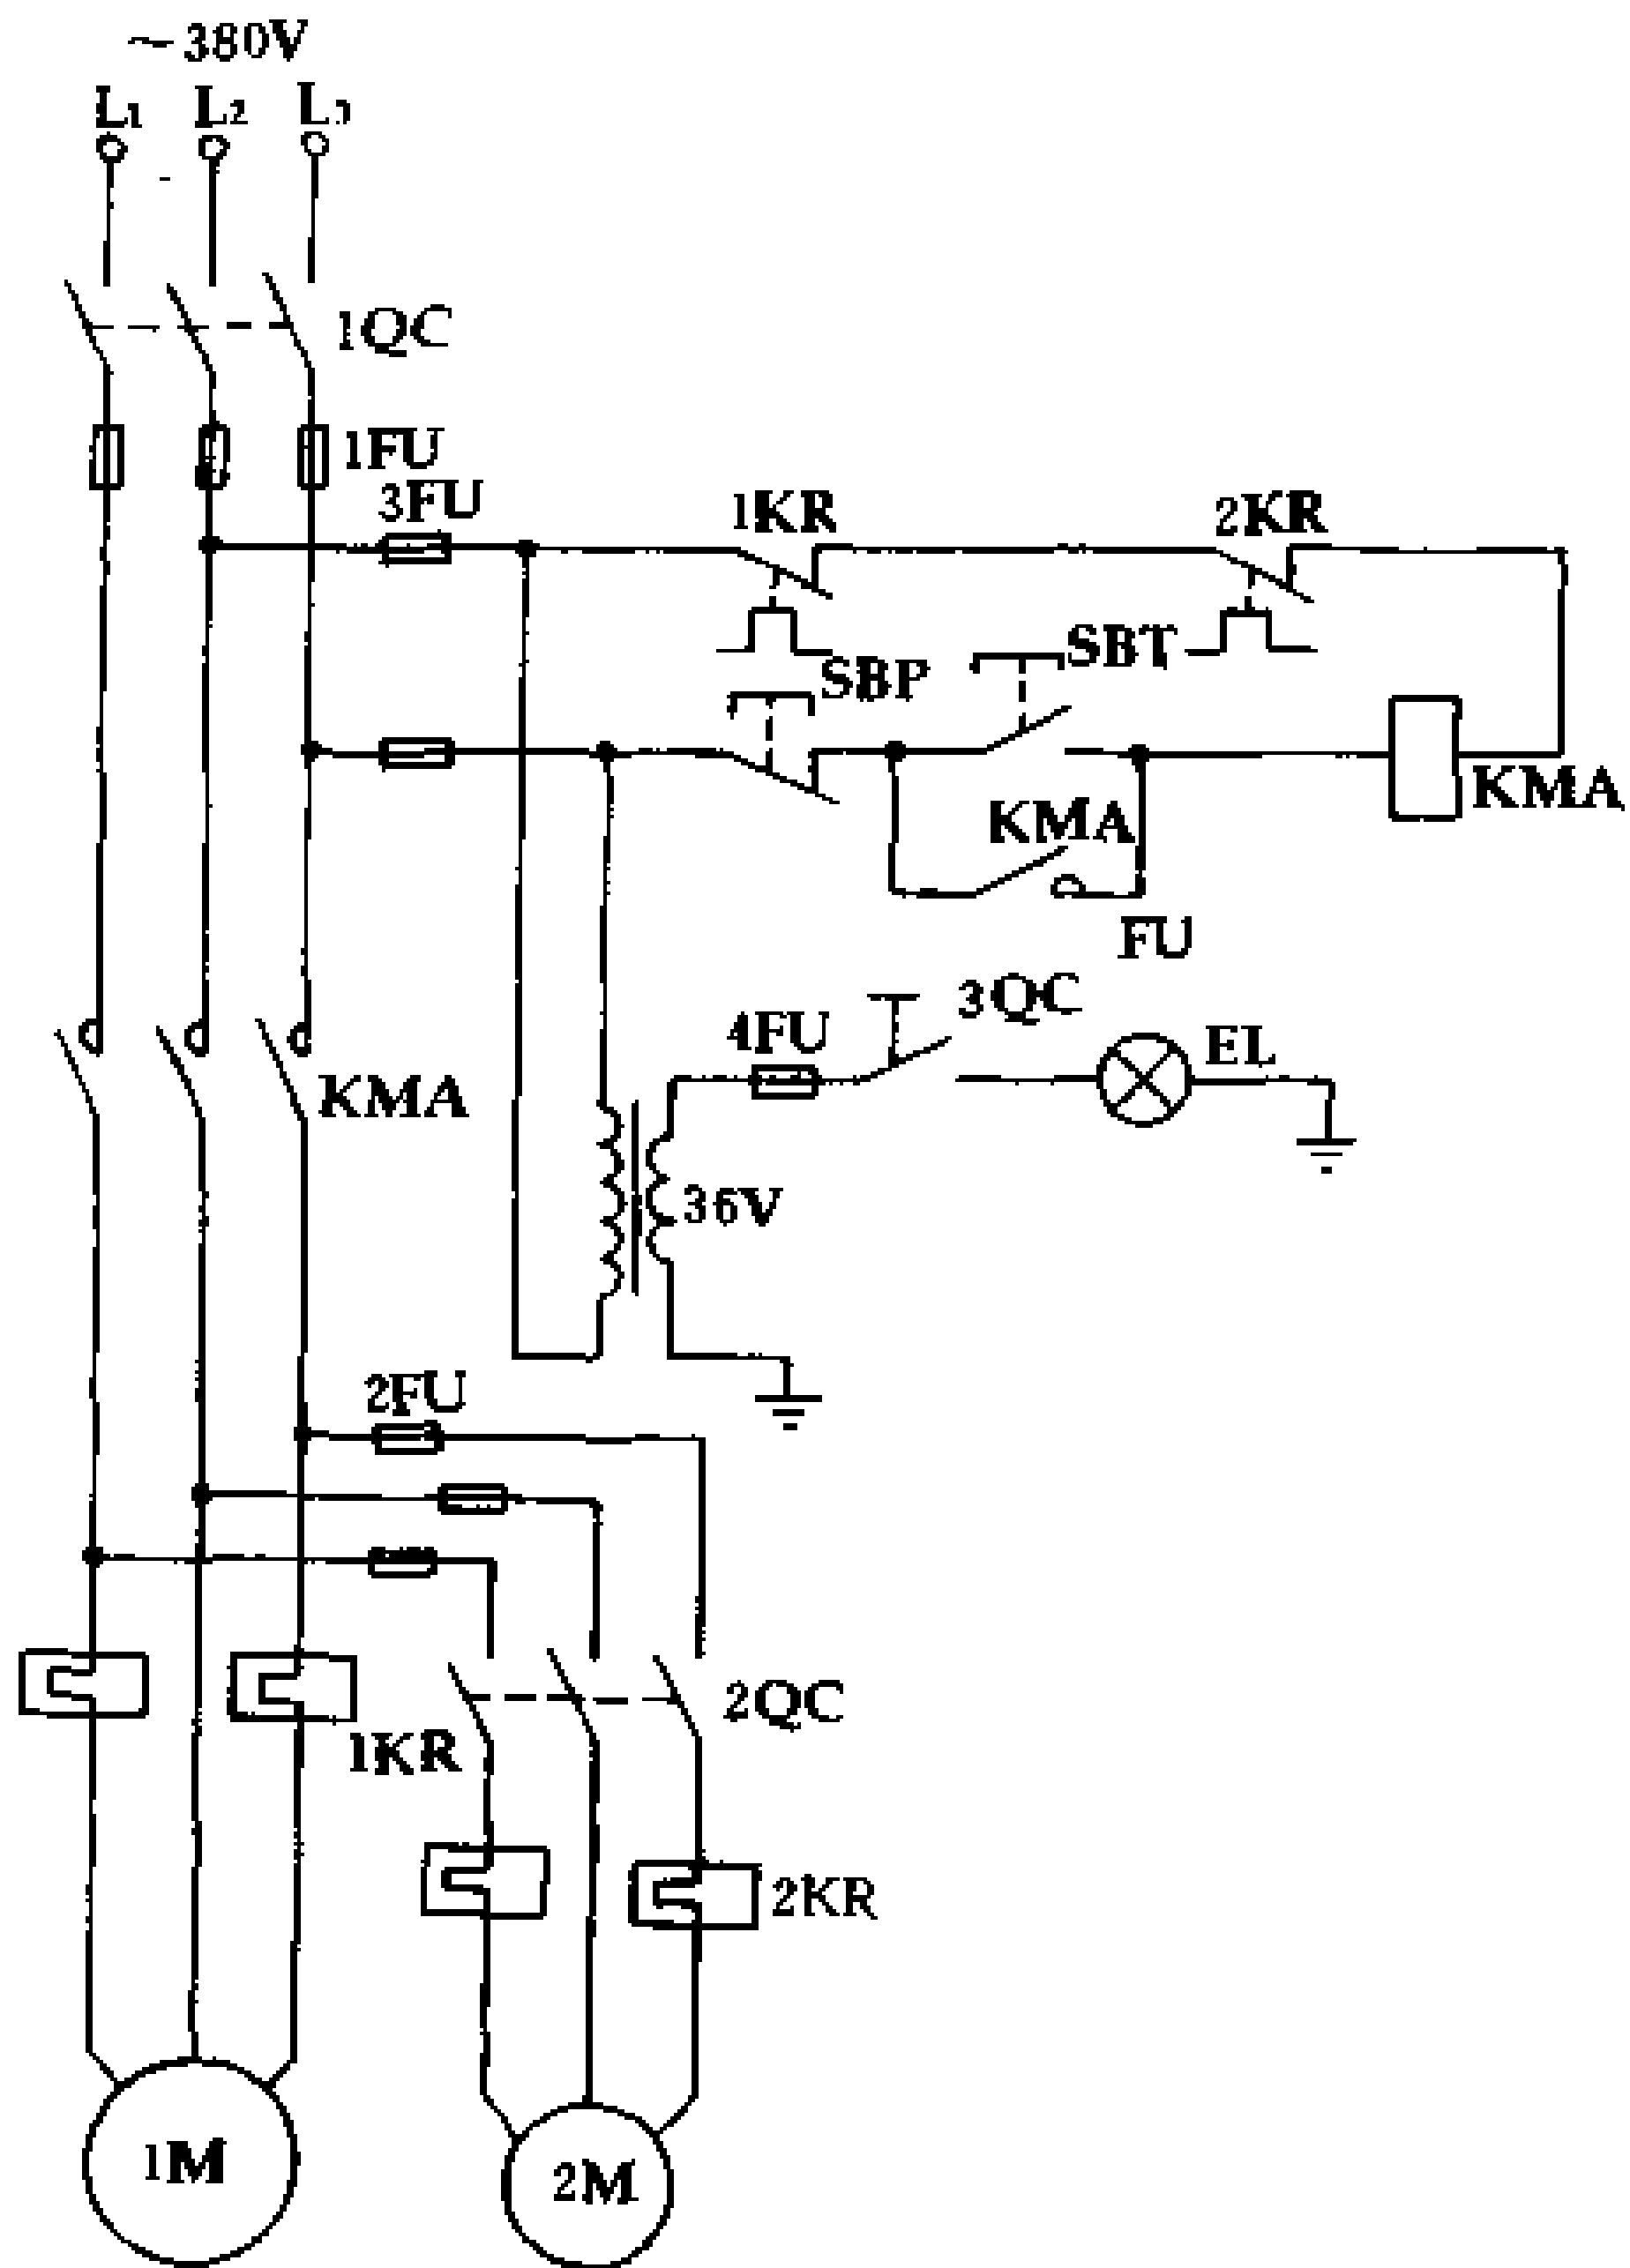 ~380V
L1 L2 L3
1QC
1FU
3FU
1KR
2KR
SBP
SBT
KMA
KMA
FU
3QC
4FU
EL
KMA
36V
2FU
2QC
1KR
2KR
1M
2M